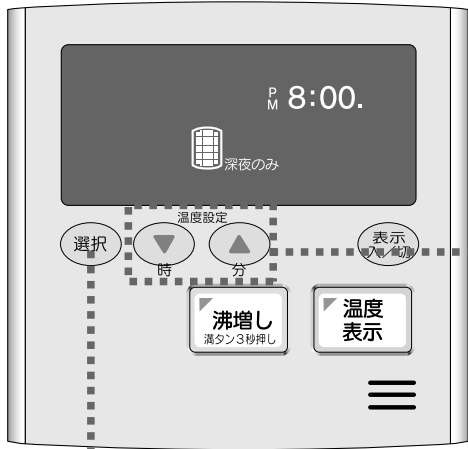 PM 8:00.
深夜のみ
温度設定
選択
▼
▲
表示
入／切
時
分
沸増し
満タン3秒押し
温度
表示